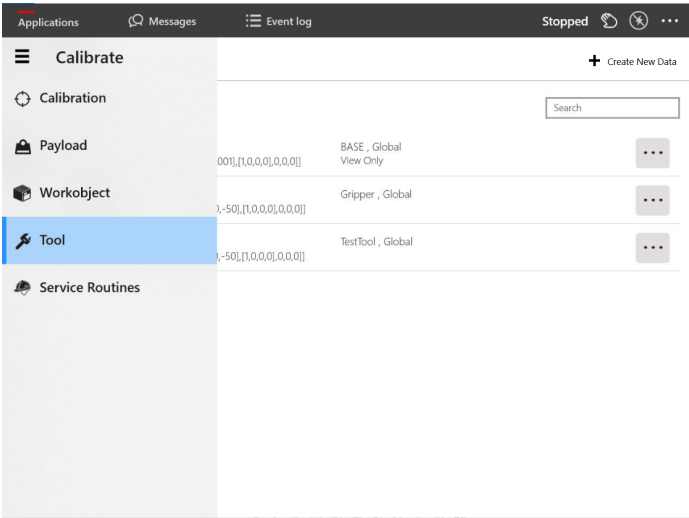 Applications Messages Event log Stopped
Calibrate
Create New Data
Calibration
Search
Payload
BASE , Global
001],[1,0,0,0],0,0,0]]
View Only
Workobject
Gripper , Global
),-50],[1,0,0,0],0,0,0]]
Tool
TestTool , Global
),-50],[1,0,0,0],0,0,0]]
Service Routines